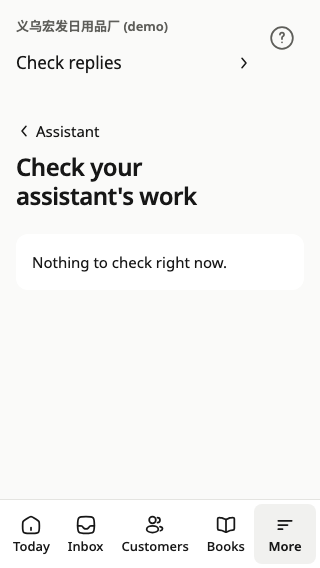 义乌宏发日用品厂 (demo)
Check replies
Assistant
Check your
assistant's work
Nothing to check right now.
Today
Inbox
Customers
Books
More